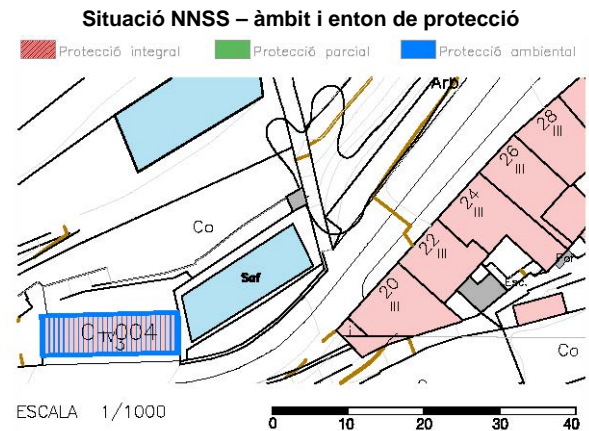 Situació NNSS – àmbit i enton de protecció
Protecció integral Protecció parcial Protecció ambiental
Arb.
28
III
26
III
24
III
22
III
20
III
Co
Saf
Esc.
Por
Co
ESCALA 1/1000
0 10 20 30 40